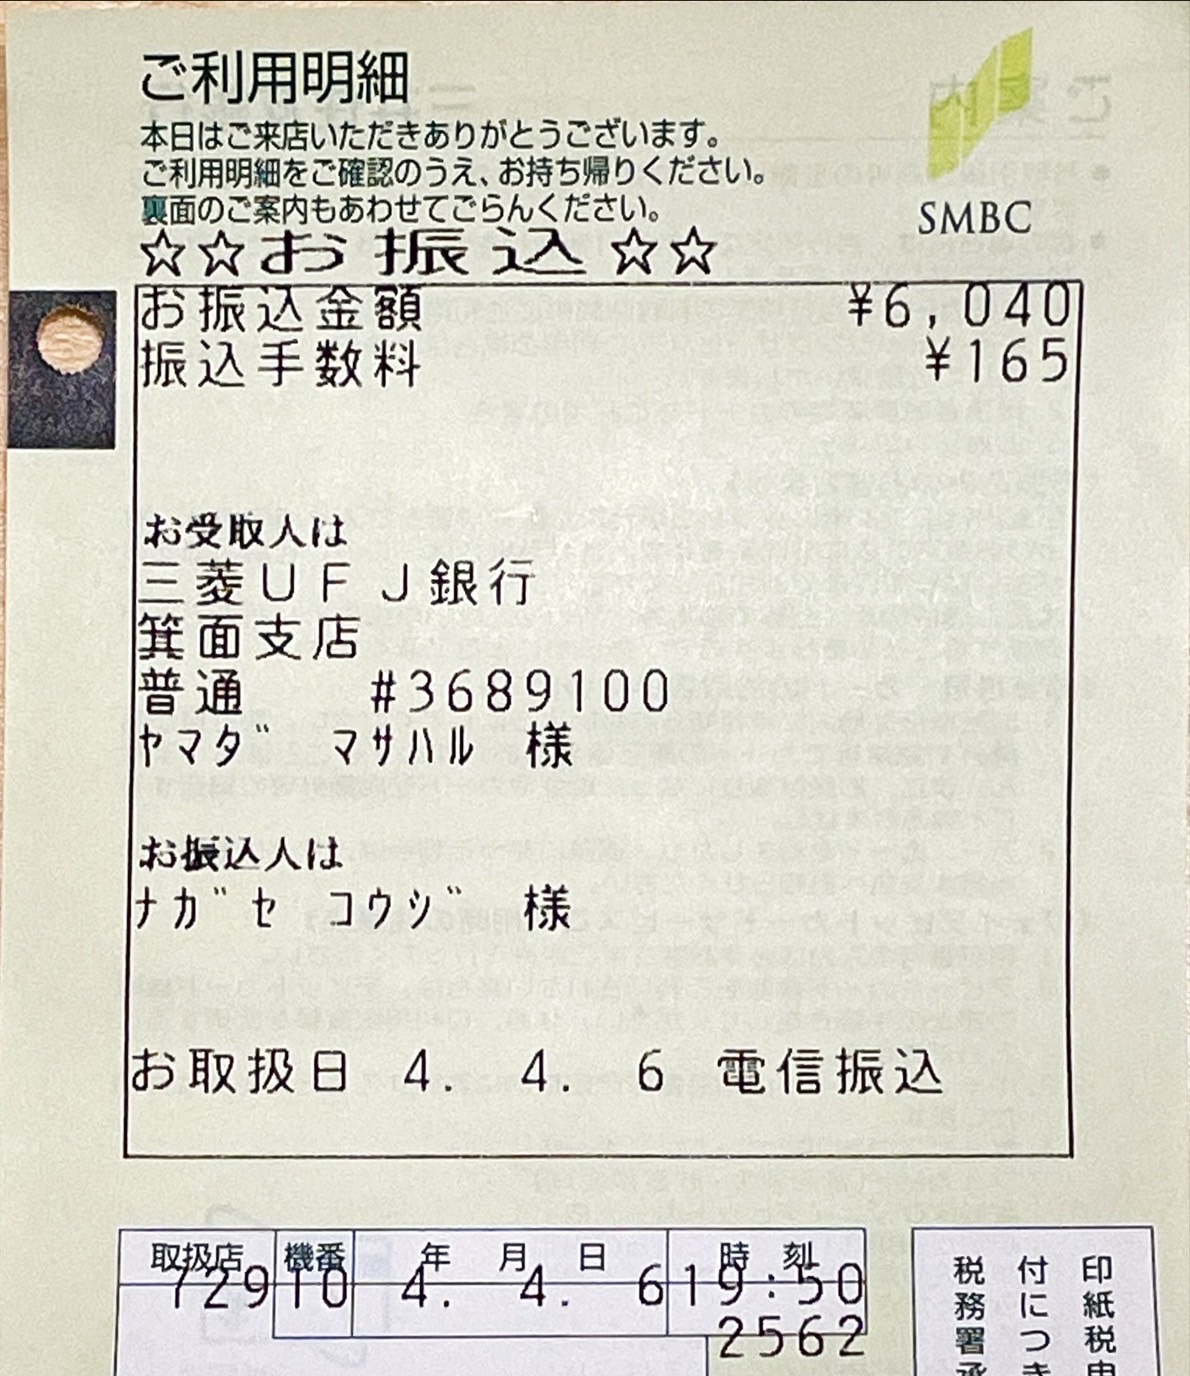 ご利用明細
本日はご来店いただきありがとうございます。
ご利用明細をご確認のうえ、お持ち帰りください。
裏面のご案内もあわせてごらんください。
SMBC
☆☆お振込☆☆
お振込金額 ¥6,040
振込手数料 ¥165
お受取人は
三菱UFJ銀行
箕面支店
普通 #3689100
ヤマダ マサハル 様
お振込人は
ナガセ コウジ 様
お取扱日 4. 4. 6 電信振込
取扱店 機番 年 月 日 時刻
729 10 4. 4. 6 19:50
2562
印紙税申
付につき
税務署承